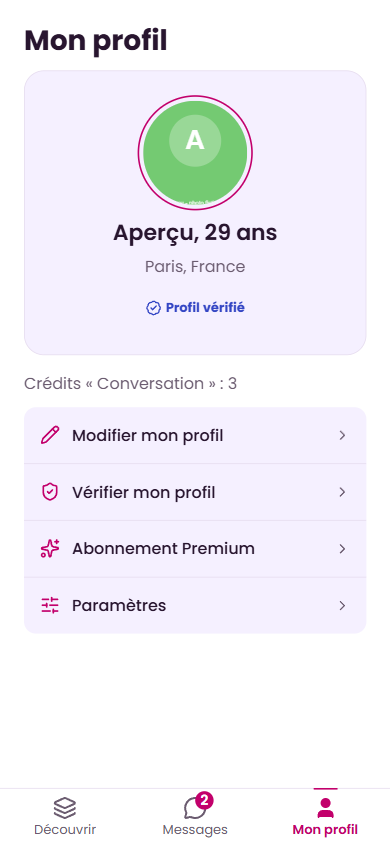 Mon profil
A
Aperçu, 29 ans
Paris, France
Profil vérifié
Crédits « Conversation » : 3
Modifier mon profil
Vérifier mon profil
Abonnement Premium
Paramètres
2
Découvrir
Messages
Mon profil